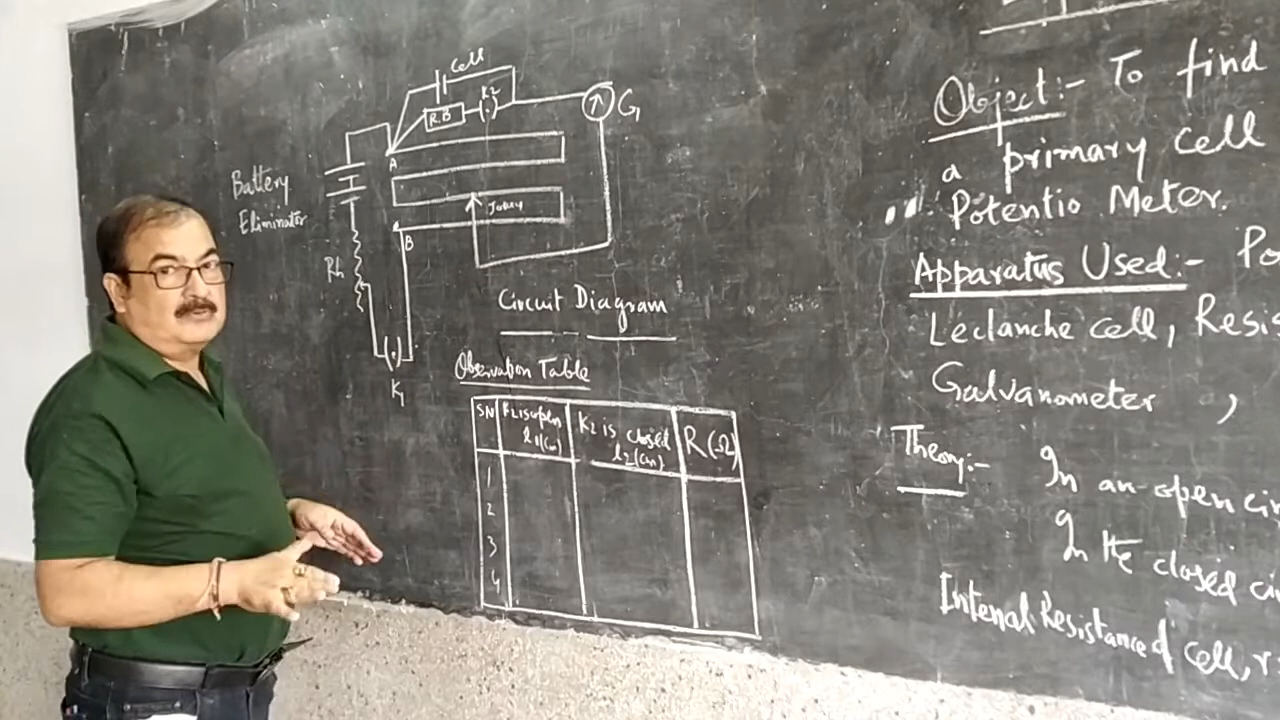 Cell
R.B
K2
G
A
Battery
Eliminator
Jokey
B
Rh
K1
Circuit Diagram
Observation Table
SN K2 is open l1(cm) K2 is closed l2(cm) R(Ω)
1
2
3
4
Object:- To find
a primary cell
Potentio Meter.
Apparatus Used:- Po
Leclanche cell, Resis
Galvanometer ,
Theory:- In an open cir
In the closed ci
Internal Resistance of cell, r